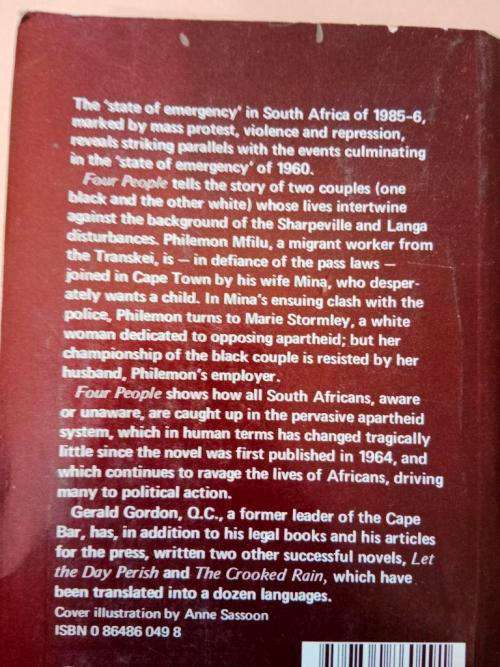 The 'state of emergency' in South Africa of 1985-6,
marked by mass protest, violence and repression,
reveals striking parallels with the events culminating
in the 'state of emergency' of 1960.
Four People tells the story of two couples (one
black and the other white) whose lives intertwine
against the background of the Sharpeville and Langa
disturbances. Philemon Mfilu, a migrant worker from
the Transkei, is — in defiance of the pass laws —
joined in Cape Town by his wife Mina, who desper-
ately wants a child. In Mina's ensuing clash with the
police, Philemon turns to Marie Stormley, a white
woman dedicated to opposing apartheid; but her
championship of the black couple is resisted by her
husband, Philemon's employer.
Four People shows how all South Africans, aware
or unaware, are caught up in the pervasive apartheid
system, which in human terms has changed tragically
little since the novel was first published in 1964, and
which continues to ravage the lives of Africans, driving
many to political action.
Gerald Gordon, Q.C., a former leader of the Cape
Bar, has, in addition to his legal books and his articles
for the press, written two other successful novels, Let
the Day Perish and The Crooked Rain, which have
been translated into a dozen languages.
Cover illustration by Anne Sassoon
ISBN 0 86486 049 8